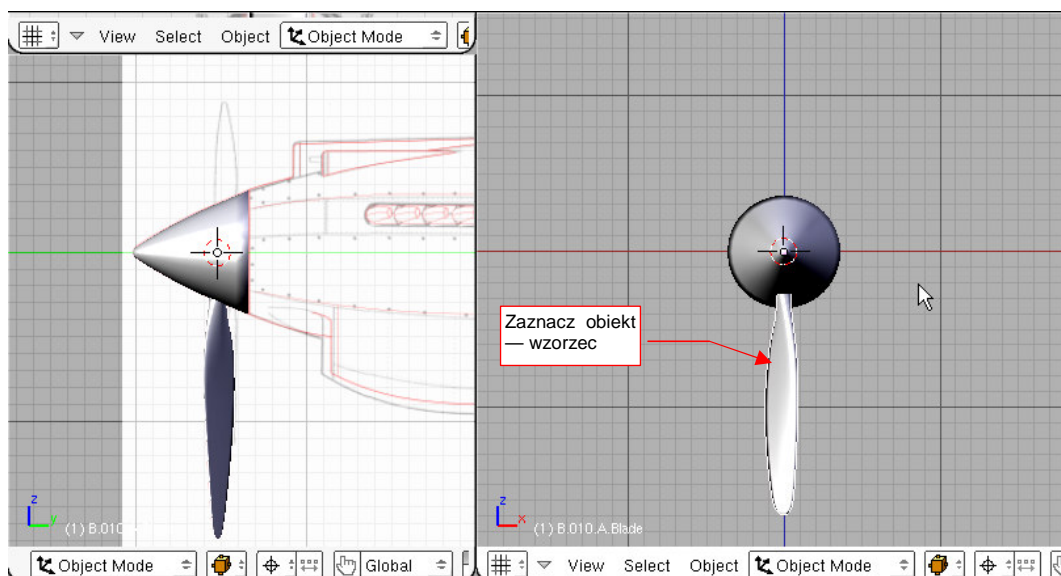 View Select Object Object Mode
Zaznacz obiekt
— wzorzec
z
y
(1) B.010
z
x
(1) B.010.A.Blade
Object Mode Global
View Select Object Object Mode